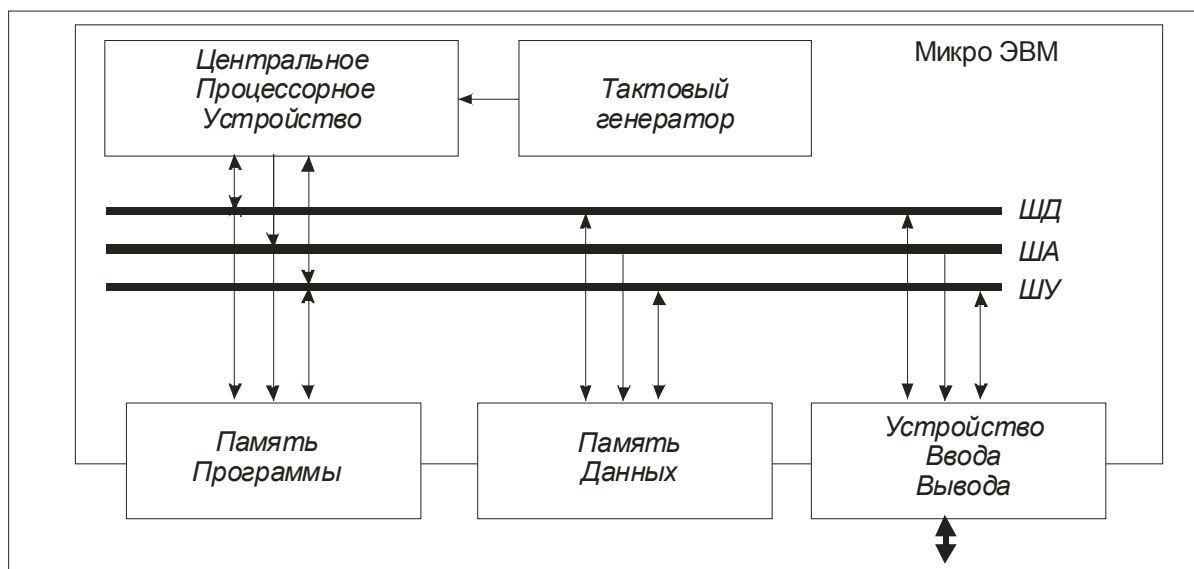 Микро ЭВМ
Центральное
Процессорное
Устройство
Тактовый
генератор
ШД
ША
ШУ
Память
Программы
Память
Данных
Устройство
Ввода
Вывода